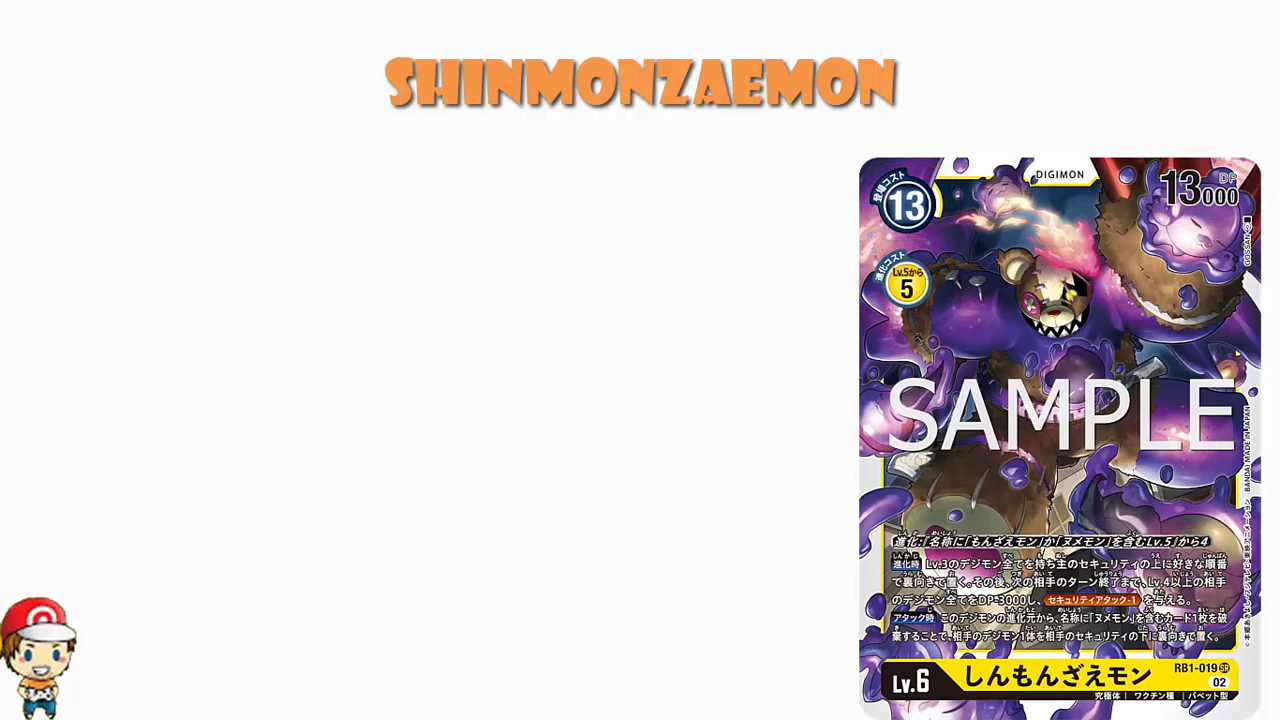 SHINMONZAEMON
DIGIMON
登場コスト
13
DP
13000
進化コスト
Lv.5から
5
SAMPLE
BANDAI MADE IN JAPAN
進化:名称に「もんざえモン」か「ヌメモン」を含むLv.5から4
進化時 Lv.3のデジモン全てを持ち主のセキュリティの上に好きな順番
で裏向きで置く。その後、次の相手のターン終了まで、Lv.4以上の相手
のデジモン全てをDP-3000し、セキュリティアタック-1を与える。
アタック時 このデジモンの進化元から、名称に「ヌメモン」を含むカード1枚を破
棄することで、相手のデジモン1体を相手のセキュリティの下に裏向きで置く。
RB1-019 SR
02
Lv.6
しんもんざえモン
究極体 | ワクチン種 | パペット型